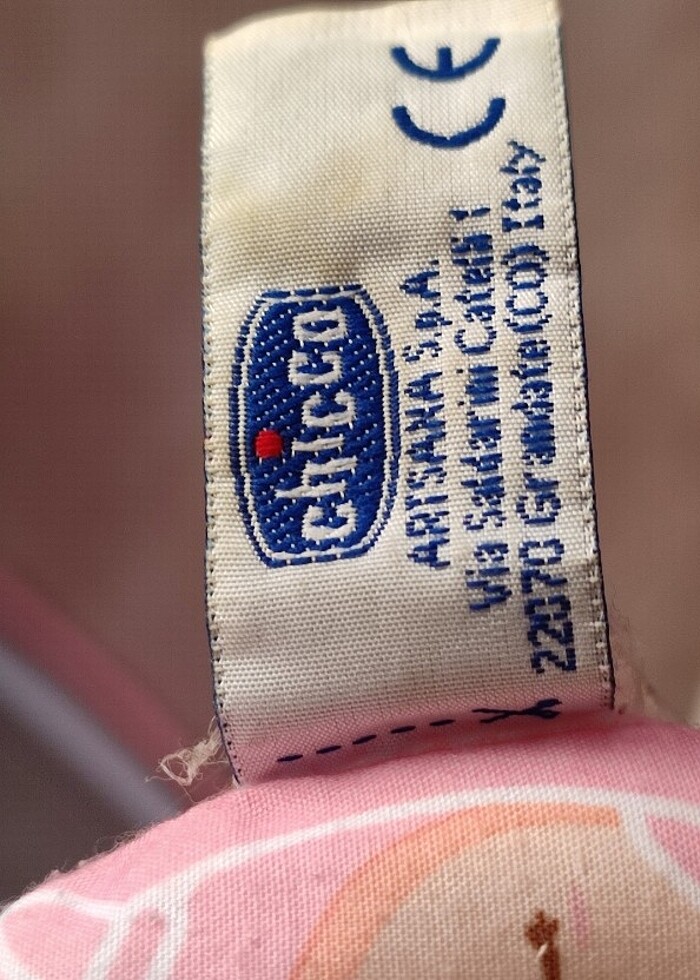 chicco
ARTSANA S.p.A.
Via Saldarini Catelli 1
22070 Grandate (CO) Italy
CE